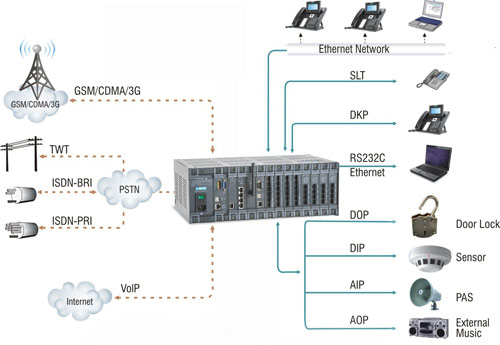 Ethernet Network
GSM/CDMA/3G
GSM/CDMA/3G
SLT
DKP
TWT
RS232C
Ethernet
ISDN-BRI
PSTN
ISDN-PRI
DOP
Door Lock
DIP
Sensor
VoIP
Internet
AIP
PAS
AOP
External
Music